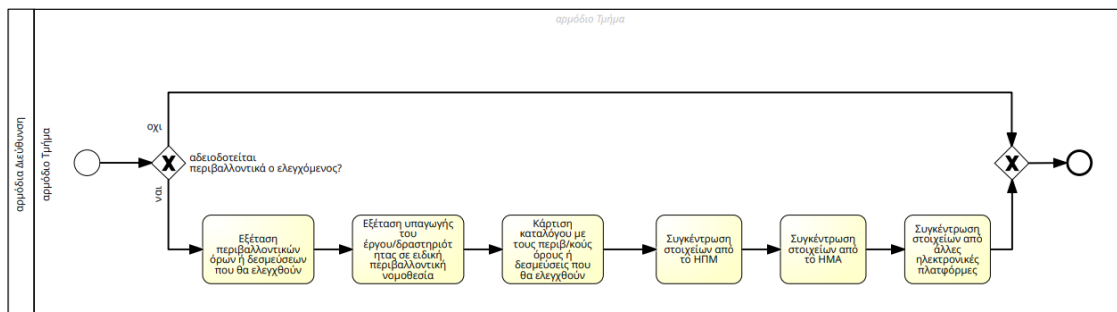 αρμόδιο Τμήμα
αρμόδια Διεύθυνση
αρμόδιο Τμήμα
οχι
αδειοδοτείται
περιβαλλοντικά ο ελεγχόμενος?
ναι
Εξέταση
περιβαλλοντικών
όρων ή δεσμεύσεων
που θα ελεγχθούν
Εξέταση υπαγωγής
του
έργου/δραστηριότ
ητας σε ειδική
περιβαλλοντική
νομοθεσία
Κάρτιση
καταλόγου με
τους περιβ/κούς
όρους ή
δεσμεύσεις που
θα ελεγχθούν
Συγκέντρωση
στοιχείων από
το ΗΠΜ
Συγκέντρωση
στοιχείων από
το ΗΜΑ
Συγκέντρωση
στοιχείων από
άλλες
ηλεκτρονικές
πλατφόρμες